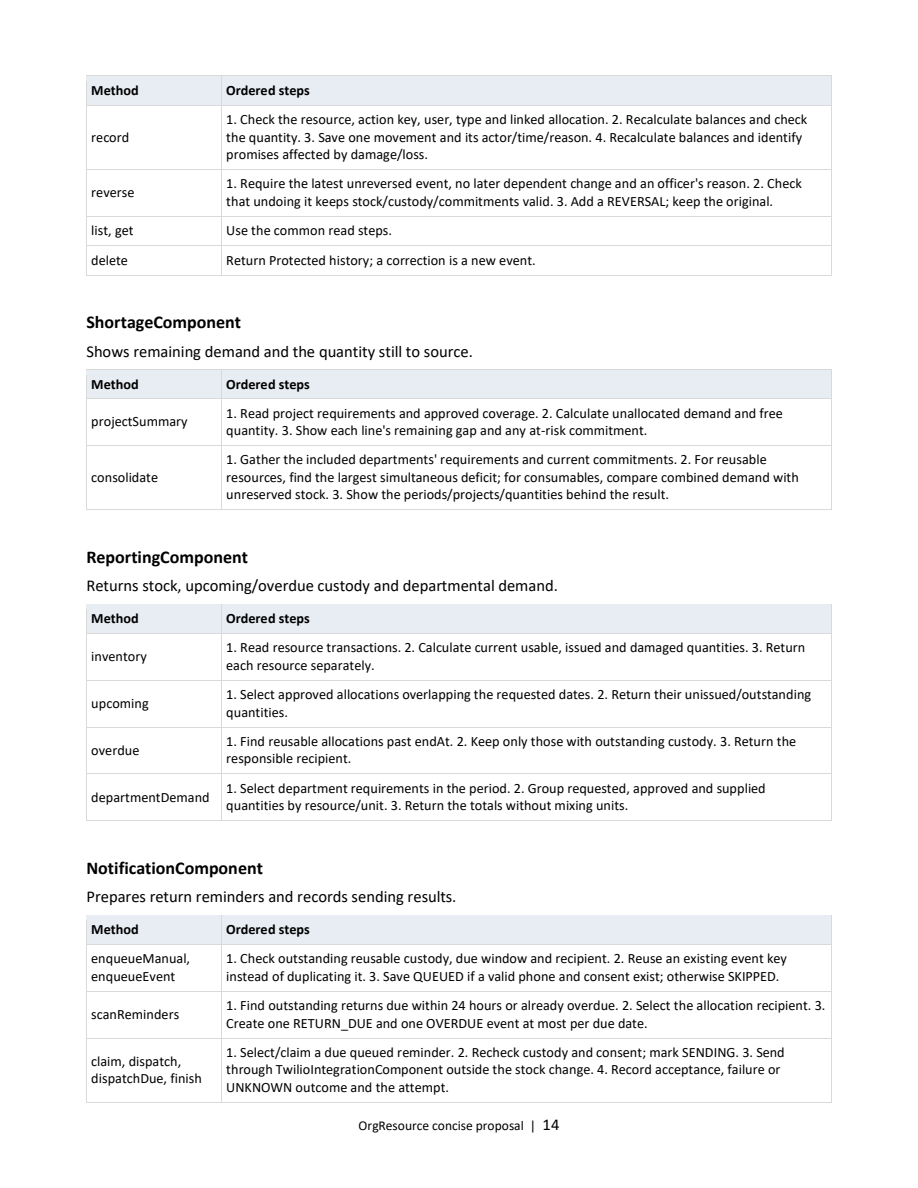 Method Ordered steps
record
1. Check the resource, action key, user, type and linked allocation. 2. Recalculate balances and check
the quantity. 3. Save one movement and its actor/time/reason. 4. Recalculate balances and identify
promises affected by damage/loss.
reverse
1. Require the latest unreversed event, no later dependent change and an officer's reason. 2. Check
that undoing it keeps stock/custody/commitments valid. 3. Add a REVERSAL; keep the original.
list, get Use the common read steps.
delete Return Protected history; a correction is a new event.
ShortageComponent
Shows remaining demand and the quantity still to source.
Method Ordered steps
projectSummary
1. Read project requirements and approved coverage. 2. Calculate unallocated demand and free
quantity. 3. Show each line's remaining gap and any at-risk commitment.
consolidate
1. Gather the included departments' requirements and current commitments. 2. For reusable
resources, find the largest simultaneous deficit; for consumables, compare combined demand with
unreserved stock. 3. Show the periods/projects/quantities behind the result.
ReportingComponent
Returns stock, upcoming/overdue custody and departmental demand.
Method Ordered steps
inventory
1. Read resource transactions. 2. Calculate current usable, issued and damaged quantities. 3. Return
each resource separately.
upcoming
1. Select approved allocations overlapping the requested dates. 2. Return their unissued/outstanding
quantities.
overdue
1. Find reusable allocations past endAt. 2. Keep only those with outstanding custody. 3. Return the
responsible recipient.
departmentDemand
1. Select department requirements in the period. 2. Group requested, approved and supplied
quantities by resource/unit. 3. Return the totals without mixing units.
NotificationComponent
Prepares return reminders and records sending results.
Method Ordered steps
enqueueManual,
enqueueEvent
1. Check outstanding reusable custody, due window and recipient. 2. Reuse an existing event key
instead of duplicating it. 3. Save QUEUED if a valid phone and consent exist; otherwise SKIPPED.
scanReminders
1. Find outstanding returns due within 24 hours or already overdue. 2. Select the allocation recipient. 3.
Create one RETURN_DUE and one OVERDUE event at most per due date.
claim, dispatch,
dispatchDue, finish
1. Select/claim a due queued reminder. 2. Recheck custody and consent; mark SENDING. 3. Send
through TwilioIntegrationComponent outside the stock change. 4. Record acceptance, failure or
UNKNOWN outcome and the attempt.
OrgResource concise proposal | 14